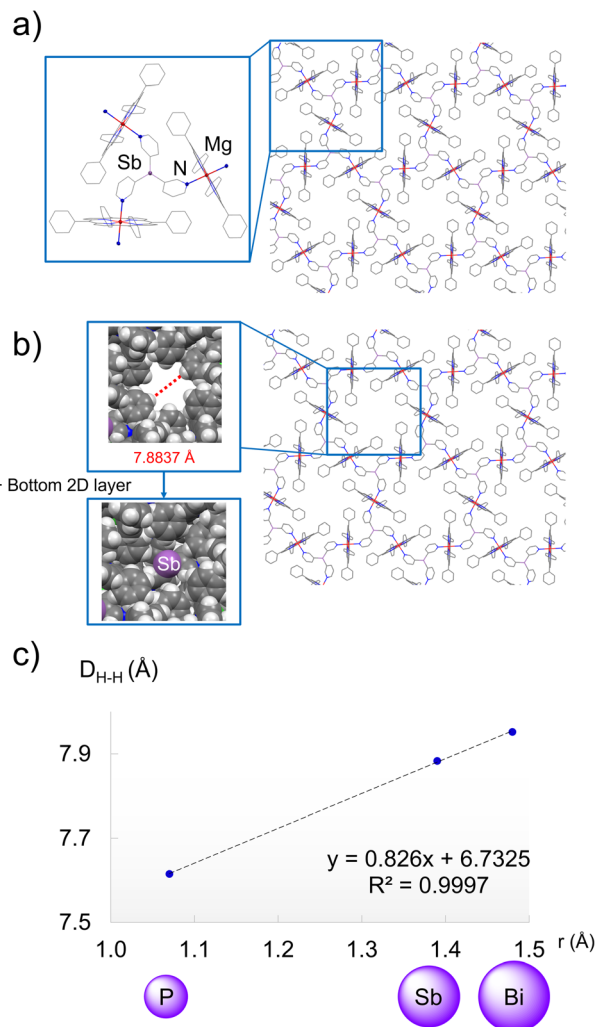 a)
Sb
N
Mg
b)
7.8837 Å
+ Bottom 2D layer
Sb
c)
D_H-H (Å)
7.9
7.7
7.5
y = 0.826x + 6.7325
R² = 0.9997
1.0 1.1 1.2 1.3 1.4 1.5 r (Å)
P Sb Bi